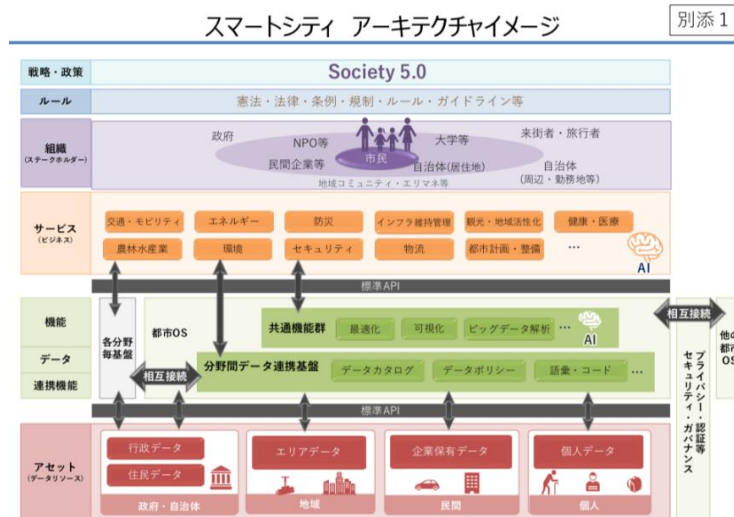 スマートシティ アーキテクチャイメージ
別添1
戦略・政策
Society 5.0
ルール
憲法・法律・条例・規制・ルール・ガイドライン等
組織
(ステークホルダー)
政府
NPO等
大学等
来街者・旅行者
民間企業等
市民
自治体(居住地)
自治体
(周辺・勤務地等)
地域コミュニティ・エリマネ等
サービス
(ビジネス)
交通・モビリティ
エネルギー
防災
インフラ維持管理
観光・地域活性化
健康・医療
農林水産業
環境
セキュリティ
物流
都市計画・整備
…
AI
標準API
機能
データ
連携機能
各分野
毎基盤
都市OS
共通機能群
最適化
可視化
ビッグデータ解析
…
AI
相互接続
分野間データ連携基盤
データカタログ
データポリシー
語彙・コード
…
標準API
相互接続
プライバシー・認証等
セキュリティ・ガバナンス
他の
都市
OS
アセット
(データリソース)
行政データ
住民データ
政府・自治体
エリアデータ
地域
企業保有データ
民間
個人データ
個人